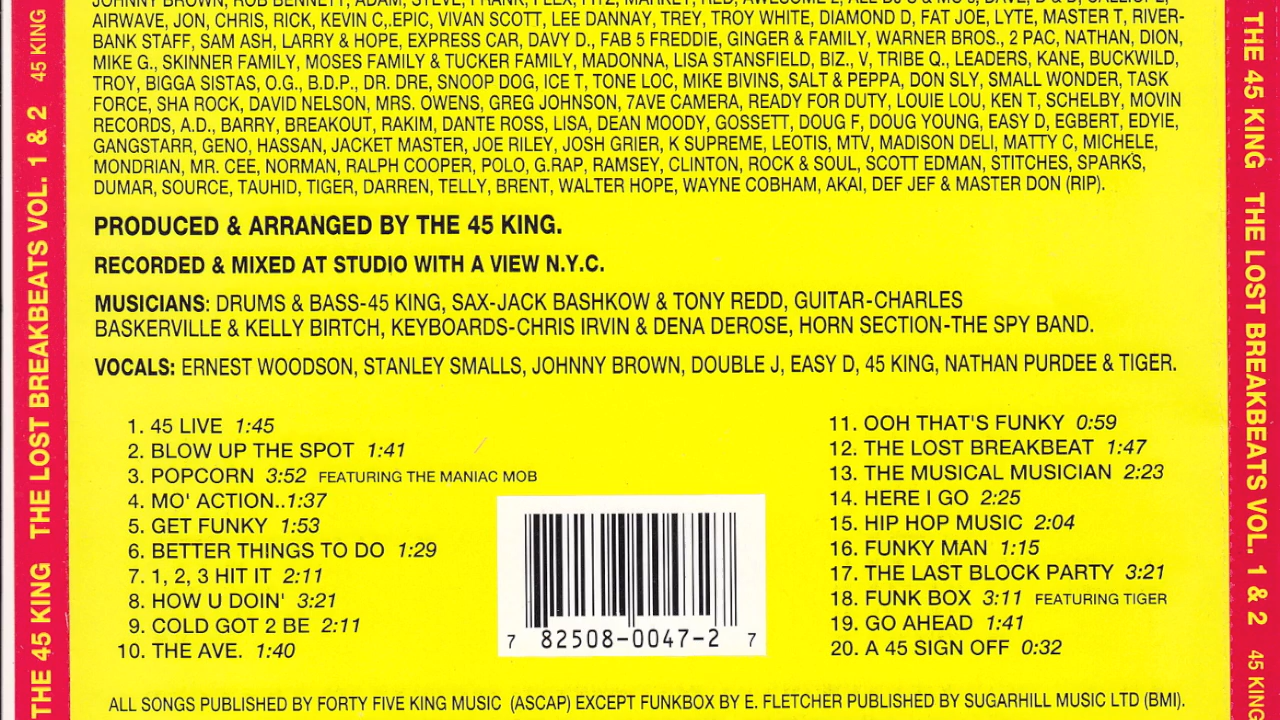 JOHNNY BROWN, ROB BENNETT, ADAM, STEVE, FRANK, FLEX, FITZ, MARKEY, RED, AWESOME 2, ALL DJ'S & MC'S, DAVE,
AIRWAVE, JON, CHRIS, RICK, KEVIN C,.EPIC, VIVAN SCOTT, LEE DANNAY, TREY, TROY WHITE, DIAMOND D, FAT JOE, LYTE, MASTER T, RIVER-
BANK STAFF, SAM ASH, LARRY & HOPE, EXPRESS CAR, DAVY D., FAB 5 FREDDIE, GINGER & FAMILY, WARNER BROS., 2 PAC, NATHAN, DION,
MIKE G., SKINNER FAMILY, MOSES FAMILY & TUCKER FAMILY, MADONNA, LISA STANSFIELD, BIZ., V, TRIBE Q., LEADERS, KANE, BUCKWILD,
TROY, BIGGA SISTAS, O.G., B.D.P., DR. DRE, SNOOP DOG, ICE T, TONE LOC, MIKE BIVINS, SALT & PEPPA, DON SLY, SMALL WONDER, TASK
FORCE, SHA ROCK, DAVID NELSON, MRS. OWENS, GREG JOHNSON, 7AVE CAMERA, READY FOR DUTY, LOUIE LOU, KEN T, SCHELBY, MOVIN
RECORDS, A.D., BARRY, BREAKOUT, RAKIM, DANTE ROSS, LISA, DEAN MOODY, GOSSETT, DOUG F, DOUG YOUNG, EASY D, EGBERT, EDYIE,
GANGSTARR, GENO, HASSAN, JACKET MASTER, JOE RILEY, JOSH GRIER, K SUPREME, LEOTIS, MTV, MADISON DELI, MATTY C, MICHELE,
MONDRIAN, MR. CEE, NORMAN, RALPH COOPER, POLO, G.RAP, RAMSEY, CLINTON, ROCK & SOUL, SCOTT EDMAN, STITCHES, SPARKS,
DUMAR, SOURCE, TAUHID, TIGER, DARREN, TELLY, BRENT, WALTER HOPE, WAYNE COBHAM, AKAI, DEF JEF & MASTER DON (RIP).
PRODUCED & ARRANGED BY THE 45 KING.
RECORDED & MIXED AT STUDIO WITH A VIEW N.Y.C.
MUSICIANS: DRUMS & BASS-45 KING, SAX-JACK BASHKOW & TONY REDD, GUITAR-CHARLES
BASKERVILLE & KELLY BIRTCH, KEYBOARDS-CHRIS IRVIN & DENA DEROSE, HORN SECTION-THE SPY BAND.
VOCALS: ERNEST WOODSON, STANLEY SMALLS, JOHNNY BROWN, DOUBLE J, EASY D, 45 KING, NATHAN PURDEE & TIGER.
1. 45 LIVE 1:45
2. BLOW UP THE SPOT 1:41
3. POPCORN 3:52 FEATURING THE MANIAC MOB
4. MO' ACTION..1:37
5. GET FUNKY 1:53
6. BETTER THINGS TO DO 1:29
7. 1, 2, 3 HIT IT 2:11
8. HOW U DOIN' 3:21
9. COLD GOT 2 BE 2:11
10. THE AVE. 1:40
11. OOH THAT'S FUNKY 0:59
12. THE LOST BREAKBEAT 1:47
13. THE MUSICAL MUSICIAN 2:23
14. HERE I GO 2:25
15. HIP HOP MUSIC 2:04
16. FUNKY MAN 1:15
17. THE LAST BLOCK PARTY 3:21
18. FUNK BOX 3:11 FEATURING TIGER
19. GO AHEAD 1:41
20. A 45 SIGN OFF 0:32
7 82508-0047-2 7
ALL SONGS PUBLISHED BY FORTY FIVE KING MUSIC (ASCAP) EXCEPT FUNKBOX BY E. FLETCHER PUBLISHED BY SUGARHILL MUSIC LTD (BMI).
THE 45 KING THE LOST BREAKBEATS VOL. 1 & 2 45 KING
THE 45 KING THE LOST BREAKBEATS VOL. 1 & 2 45 KING